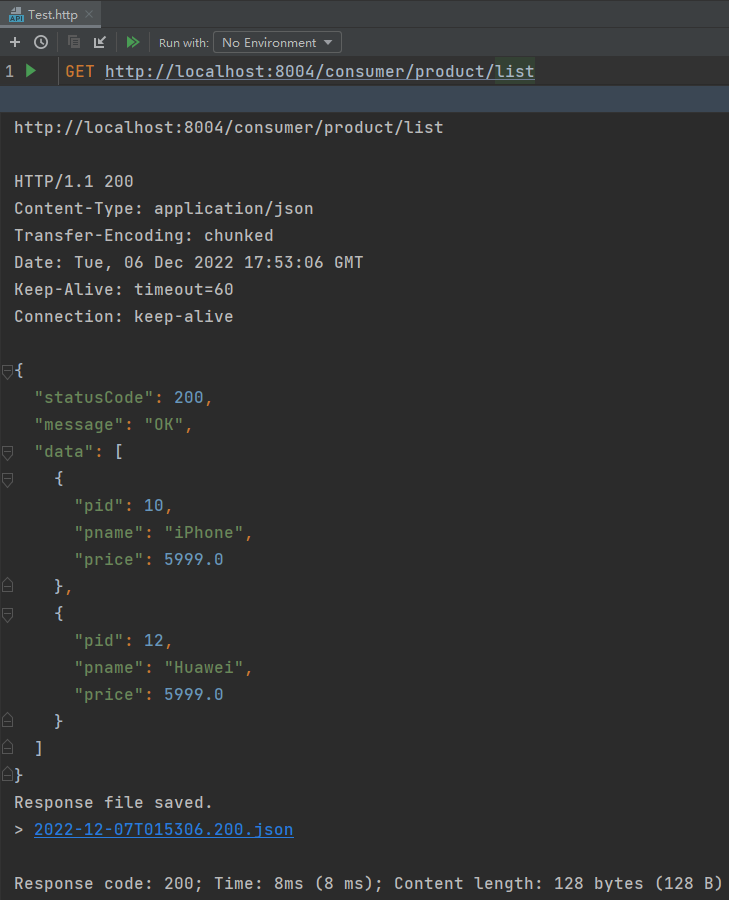 API Test.http
Run with: No Environment
1 GET http://localhost:8004/consumer/product/list
http://localhost:8004/consumer/product/list
HTTP/1.1 200
Content-Type: application/json
Transfer-Encoding: chunked
Date: Tue, 06 Dec 2022 17:53:06 GMT
Keep-Alive: timeout=60
Connection: keep-alive
{
  "statusCode": 200,
  "message": "OK",
  "data": [
    {
      "pid": 10,
      "pname": "iPhone",
      "price": 5999.0
    },
    {
      "pid": 12,
      "pname": "Huawei",
      "price": 5999.0
    }
  ]
}
Response file saved.
> 2022-12-07T015306.200.json
Response code: 200; Time: 8ms (8 ms); Content length: 128 bytes (128 B)